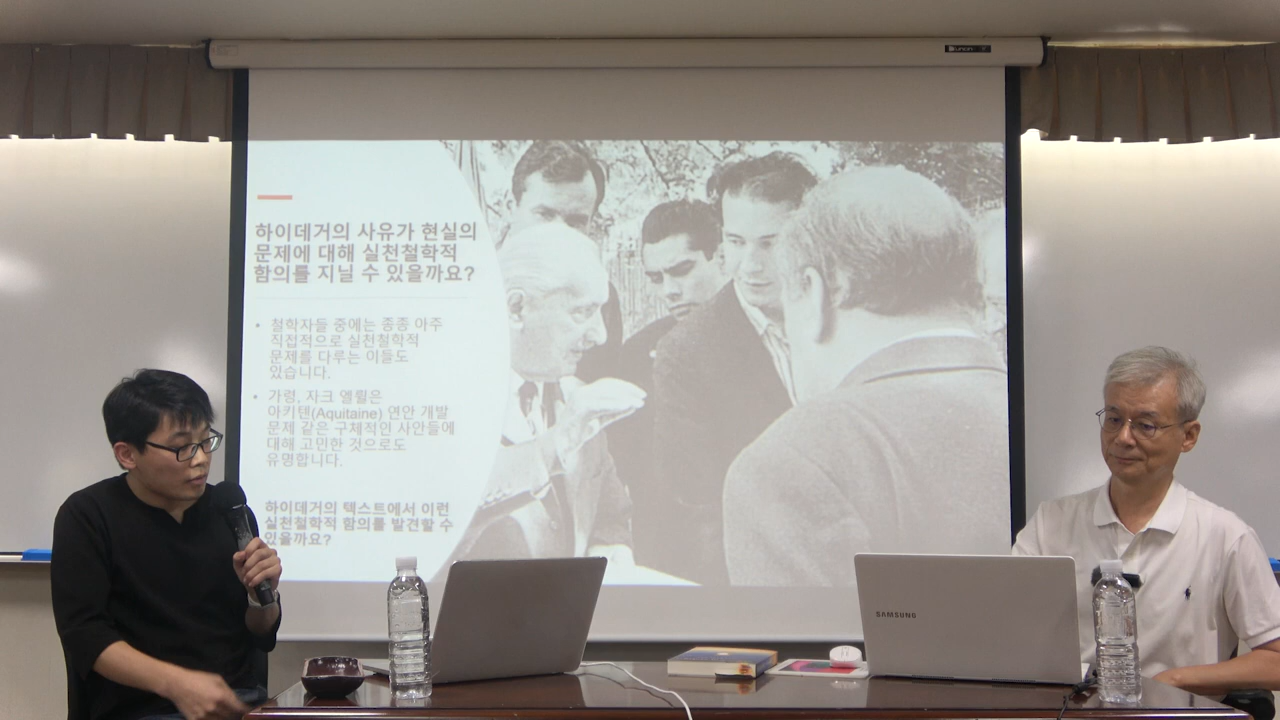 UNION
하이데거의 사유가 현실의
문제에 대해 실천철학적
함의를 지닐 수 있을까요?
• 철학자들 중에는 종종 아주
직접적으로 실천철학적
문제를 다루는 이들도
있습니다.
• 가령, 자크 엘륄은
아키텐(Aquitaine) 연안 개발
문제 같은 구체적인 사안들에
대해 고민한 것으로도
유명합니다.
하이데거의 텍스트에서 이런
실천철학적 함의를 발견할 수
있을까요?
SAMSUNG